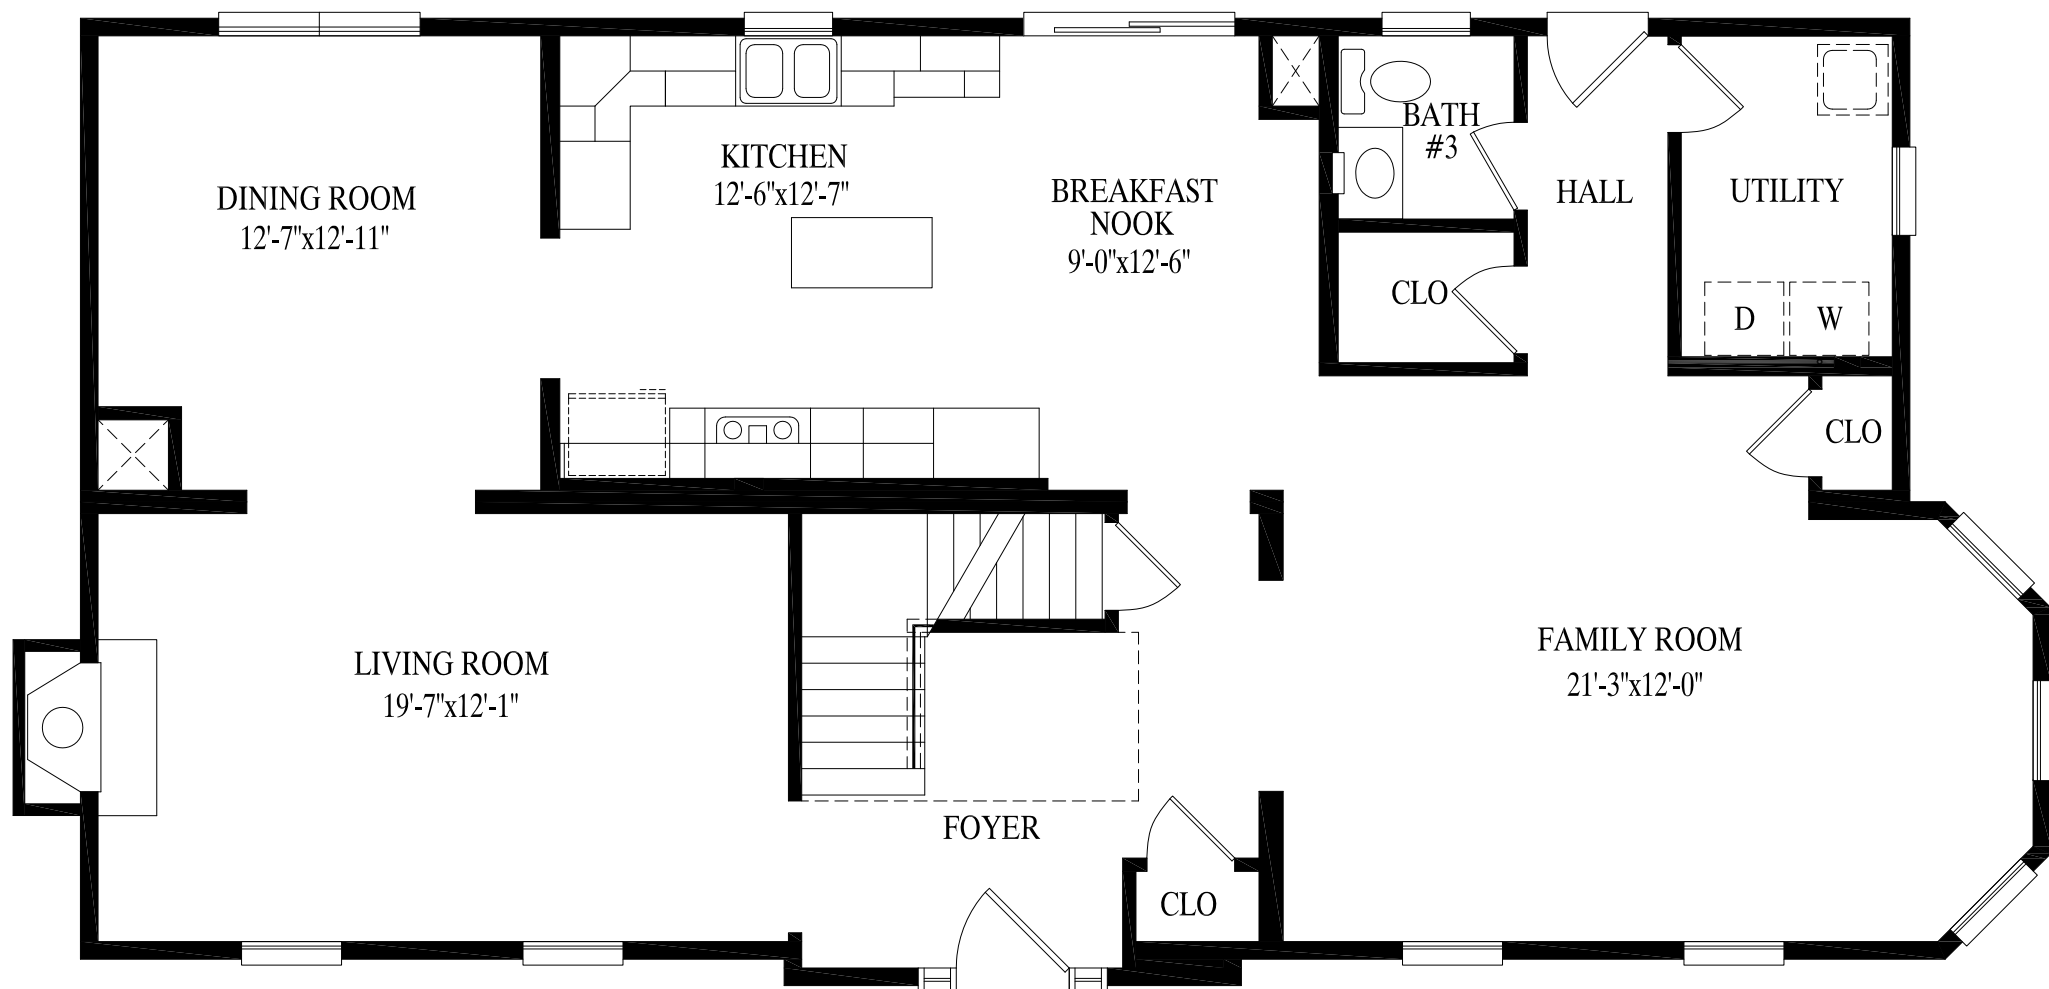 DINING ROOM
12'-7"x12'-11"
KITCHEN
12'-6"x12'-7"
BREAKFAST
NOOK
9'-0"x12'-6"
BATH
#3
HALL
UTILITY
CLO
D
W
CLO
LIVING ROOM
19'-7"x12'-1"
FAMILY ROOM
21'-3"x12'-0"
FOYER
CLO